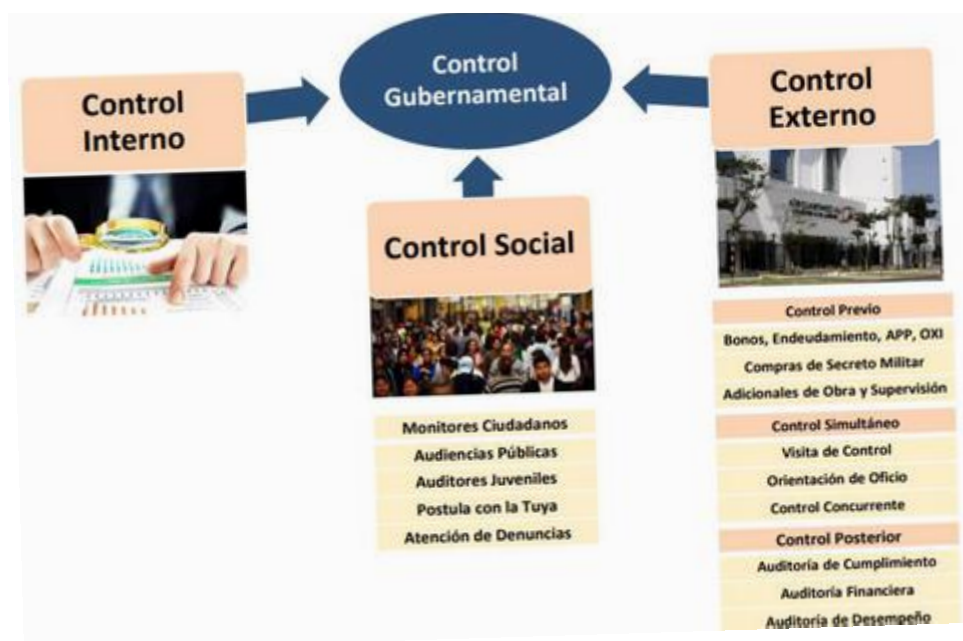 Control
Gubernamental
Control
Interno
Control Social
Monitores Ciudadanos
Audiencias Públicas
Auditores Juveniles
Postula con la Tuya
Atención de Denuncias
Control
Externo
Control Previo
Bonos, Endeudamiento, APP, OXI
Compras de Secreto Militar
Adicionales de Obra y Supervisión
Control Simultáneo
Visita de Control
Orientación de Oficio
Control Concurrente
Control Posterior
Auditoría de Cumplimiento
Auditoría Financiera
Auditoría de Desempeño